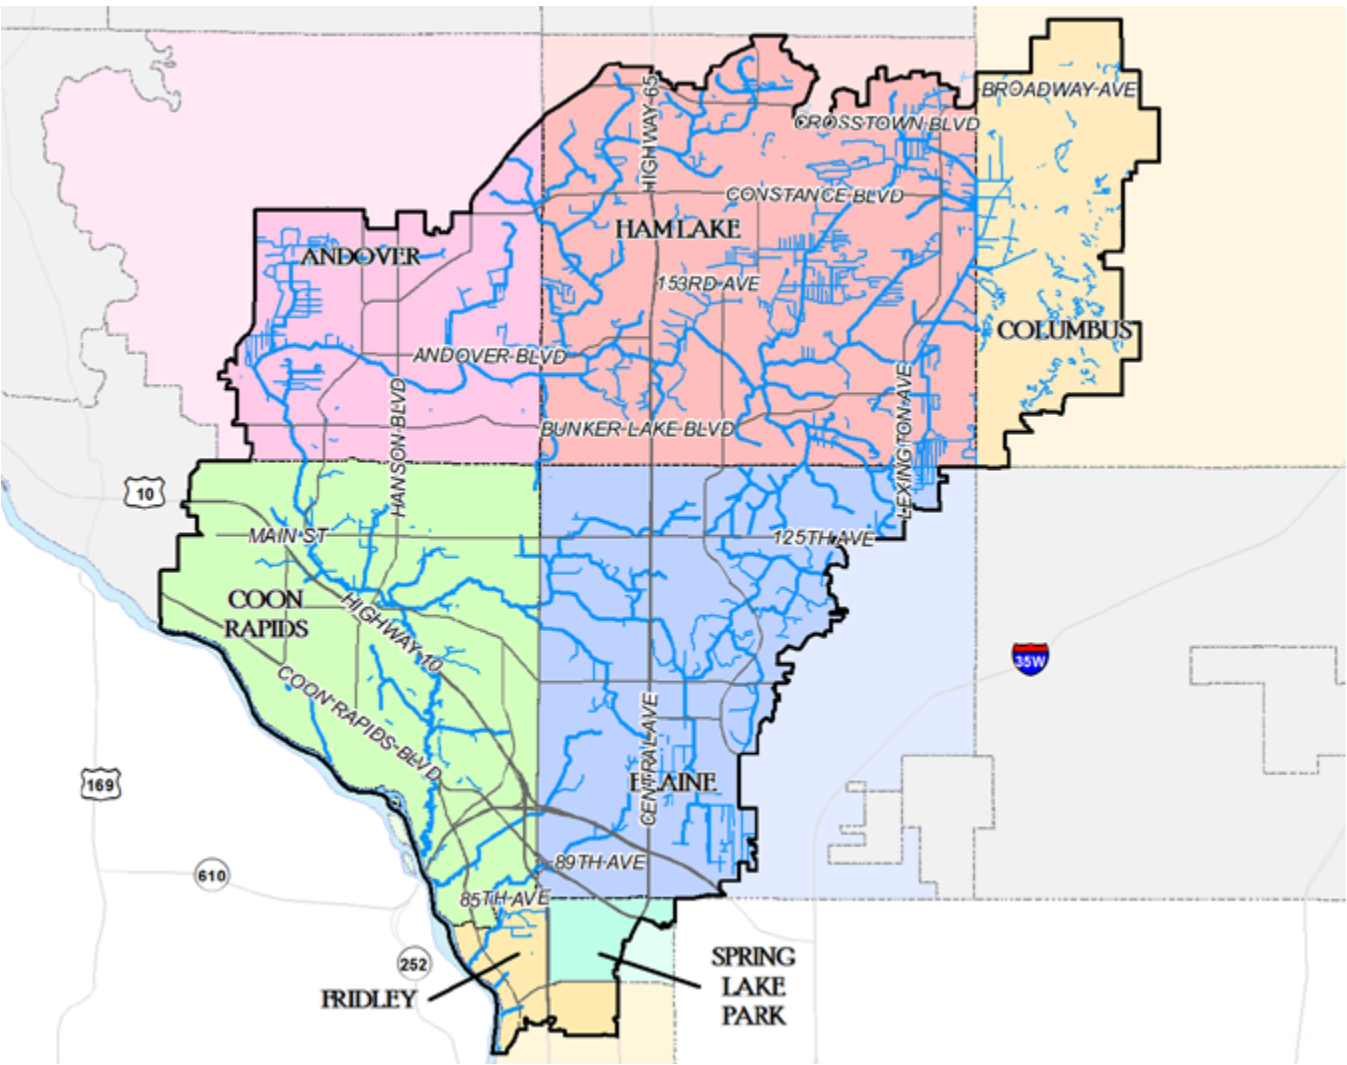 BROADWAY AVE
CROSSTOWN BLVD
HIGHWAY 65
CONSTANCE BLVD
HAM LAKE
ANDOVER
153RD AVE
COLUMBUS
ANDOVER BLVD
HANSON BLVD
LEXINGTON AVE
BUNKER LAKE BLVD
10
MAIN ST
125TH AVE
COON
RAPIDS
HIGHWAY 10
35W
COON RAPIDS BLVD
CENTRAL AVE
BLAINE
169
89TH AVE
610
85TH AVE
252
FRIDLEY
SPRING
LAKE
PARK